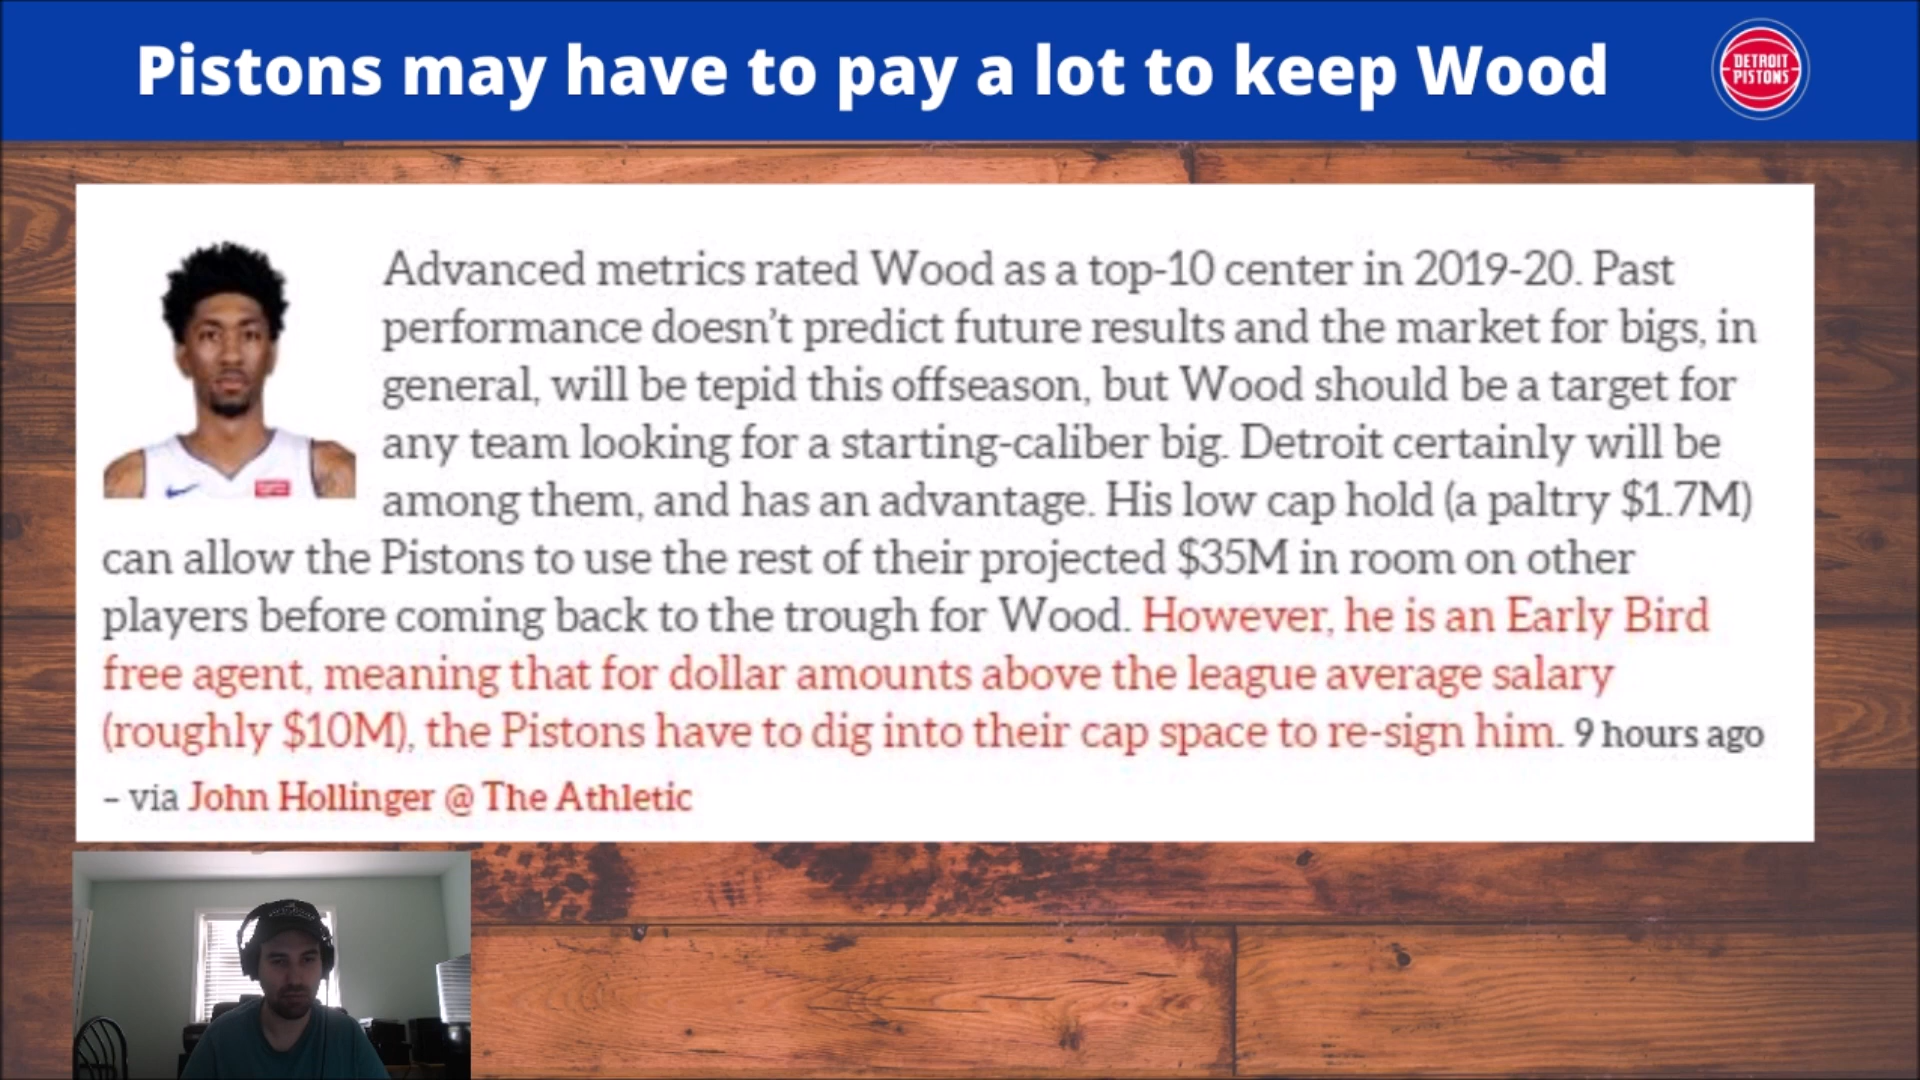 Pistons may have to pay a lot to keep Wood
DETROIT
PISTONS
Advanced metrics rated Wood as a top-10 center in 2019-20. Past
performance doesn't predict future results and the market for bigs, in
general, will be tepid this offseason, but Wood should be a target for
any team looking for a starting-caliber big. Detroit certainly will be
among them, and has an advantage. His low cap hold (a paltry $1.7M)
can allow the Pistons to use the rest of their projected $35M in room on other
players before coming back to the trough for Wood. However, he is an Early Bird
free agent, meaning that for dollar amounts above the league average salary
(roughly $10M), the Pistons have to dig into their cap space to re-sign him. 9 hours ago
– via John Hollinger @ The Athletic